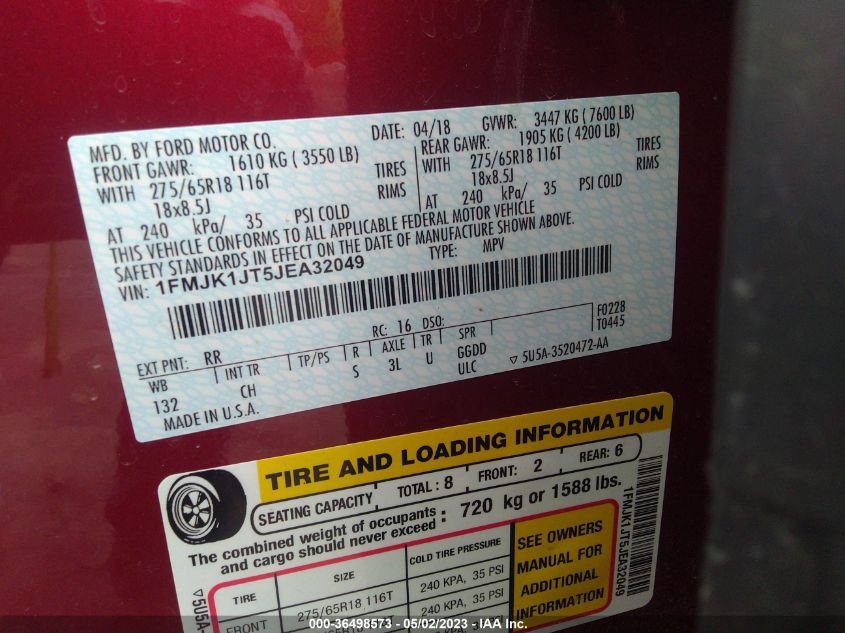 MFD. BY FORD MOTOR CO.
DATE: 04/18 GVWR: 3447 KG ( 7600 LB)
FRONT GAWR: 1610 KG ( 3550 LB)
REAR GAWR: 1905 KG ( 4200 LB)
WITH 275/65R18 116T TIRES
WITH 275/65R18 116T TIRES
18x8.5J RIMS
18x8.5J RIMS
AT 240 kPa/ 35 PSI COLD
AT 240 kPa/ 35 PSI COLD
THIS VEHICLE CONFORMS TO ALL APPLICABLE FEDERAL MOTOR VEHICLE
SAFETY STANDARDS IN EFFECT ON THE DATE OF MANUFACTURE SHOWN ABOVE.
VIN: 1FMJK1JT5JEA32049 TYPE: MPV
EXT PNT: RR RC: 16 DSO: F0228
T0445
WB INT TR TP/PS R AXLE TR SPR
132 CH S 3L U GGDD
ULC
▽ 5U5A-3520472-AA
MADE IN U.S.A.
TIRE AND LOADING INFORMATION
SEATING CAPACITY TOTAL : 8 FRONT: 2 REAR: 6
The combined weight of occupants and cargo should never exceed : 720 kg or 1588 lbs.
TIRE SIZE COLD TIRE PRESSURE
FRONT 275/65R18 116T 240 KPA, 35 PSI
240 KPA, 35 PSI
SEE OWNERS
MANUAL FOR
ADDITIONAL
INFORMATION
1FMJK1JT5JEA32049
▽5U5A-
000-36498573 - 05/02/2023 - IAA Inc.